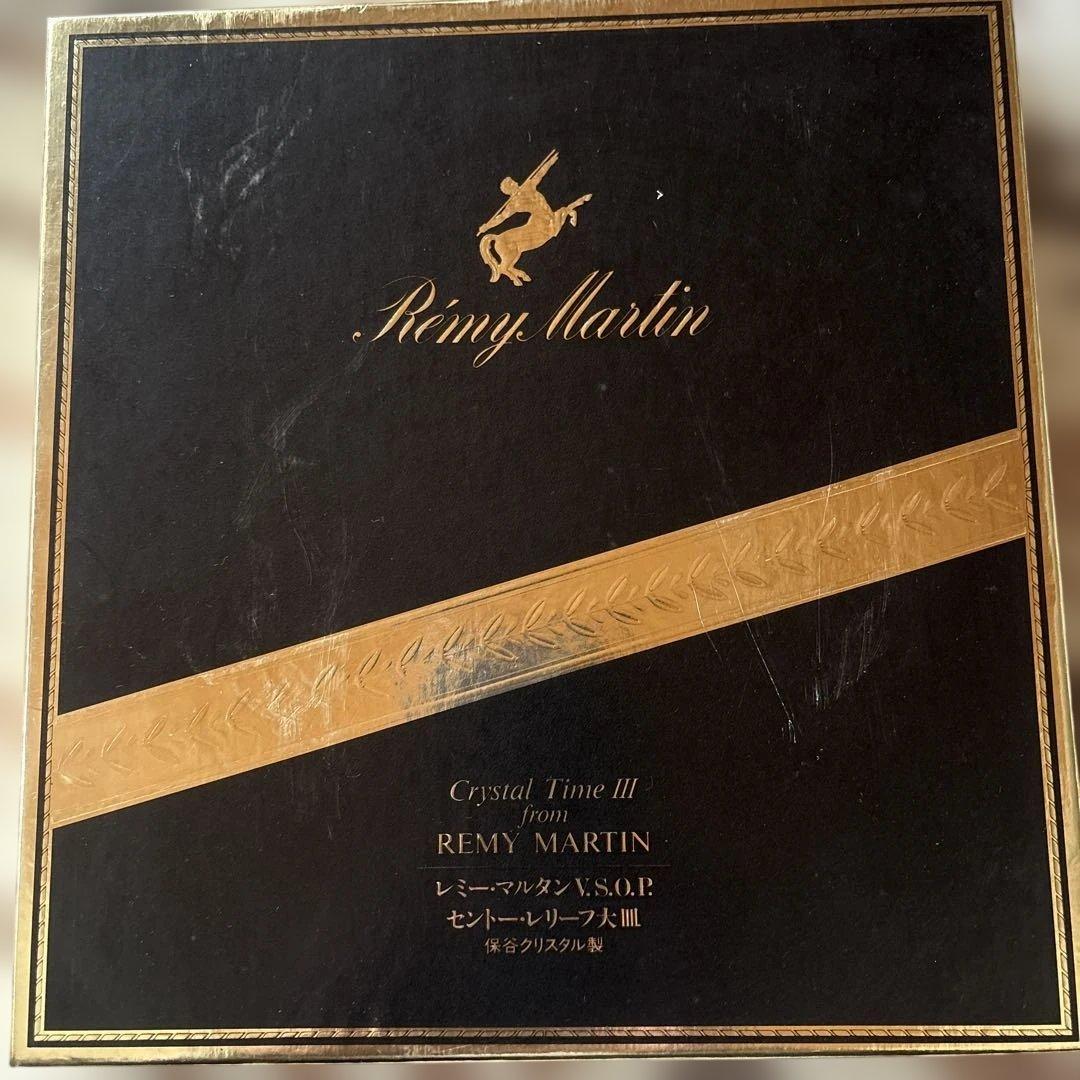 Rémy Martin
Crystal Time III
from
REMY MARTIN
レミー・マルタンV.S.O.P.
セントー・レリーフ大皿
保谷クリスタル製